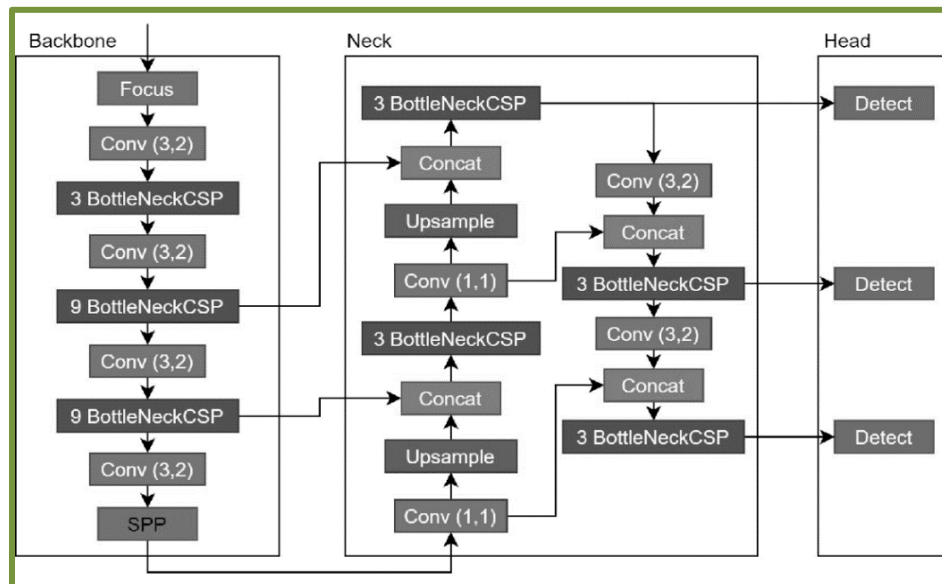 Backbone
Focus
Conv (3,2)
3 BottleNeckCSP
Conv (3,2)
9 BottleNeckCSP
Conv (3,2)
9 BottleNeckCSP
Conv (3,2)
SPP
Neck
3 BottleNeckCSP
Concat
Upsample
Conv (1,1)
3 BottleNeckCSP
Concat
Upsample
Conv (1,1)
Conv (3,2)
Concat
3 BottleNeckCSP
Conv (3,2)
Concat
3 BottleNeckCSP
Head
Detect
Detect
Detect